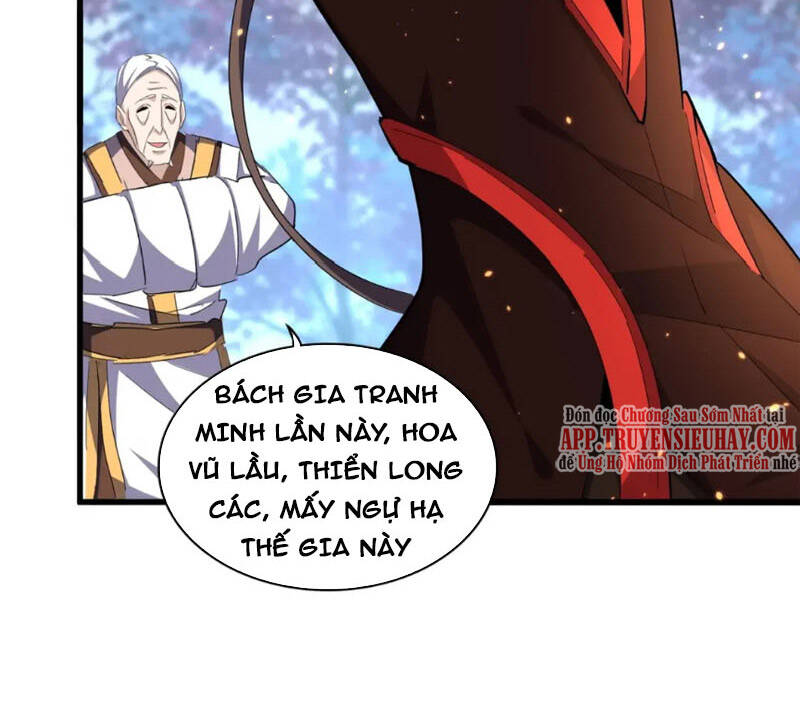 BÁCH GIA TRANH
MINH LẦN NÀY, HOA
VŨ LẦU, THIỂN LONG
CÁC, MẤY NGỰ HẠ
THẾ GIA NÀY
Đón đọc Chương Sau Sớm Nhất tại
APP.TRUYENSIEUHAY.COM
để Ủng Hộ Nhóm Dịch Phát Triển nhé